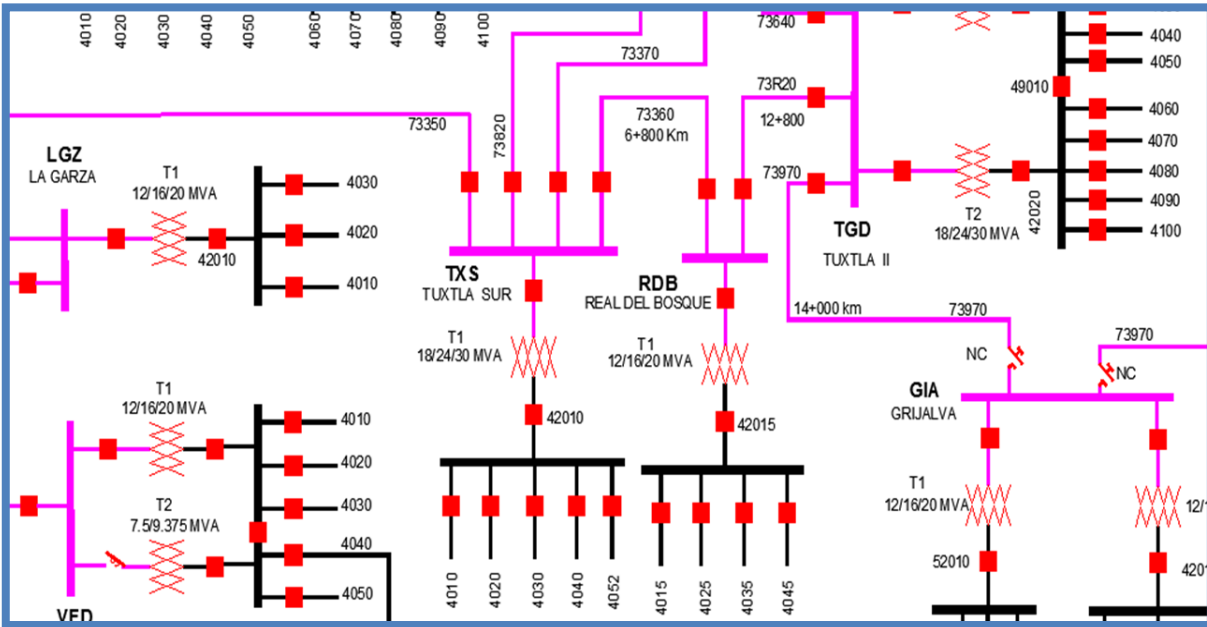 4010
4020
4030
4040
4050
4060
4070
4080
4090
4100
73350
73820
73370
73360
6+800 Km
73640
73R20
12+800
73970
49010
4040
4050
4060
4070
4080
4090
4100
42020
T2
18/24/30 MVA
TGD
TUXTLA II
LGZ
LA GARZA
T1
12/16/20 MVA
42010
4030
4020
4010
TXS
TUXTLA SUR
T1
18/24/30 MVA
42010
4010
4020
4030
4040
4052
RDB
REAL DEL BOSQUE
T1
12/16/20 MVA
42015
4015
4025
4035
4045
14+000 km
73970
73970
NC
NC
GIA
GRIJALVA
T1
12/16/20 MVA
52010
12/1
4201
T1
12/16/20 MVA
T2
7.5/9.375 MVA
4010
4020
4030
4040
4050